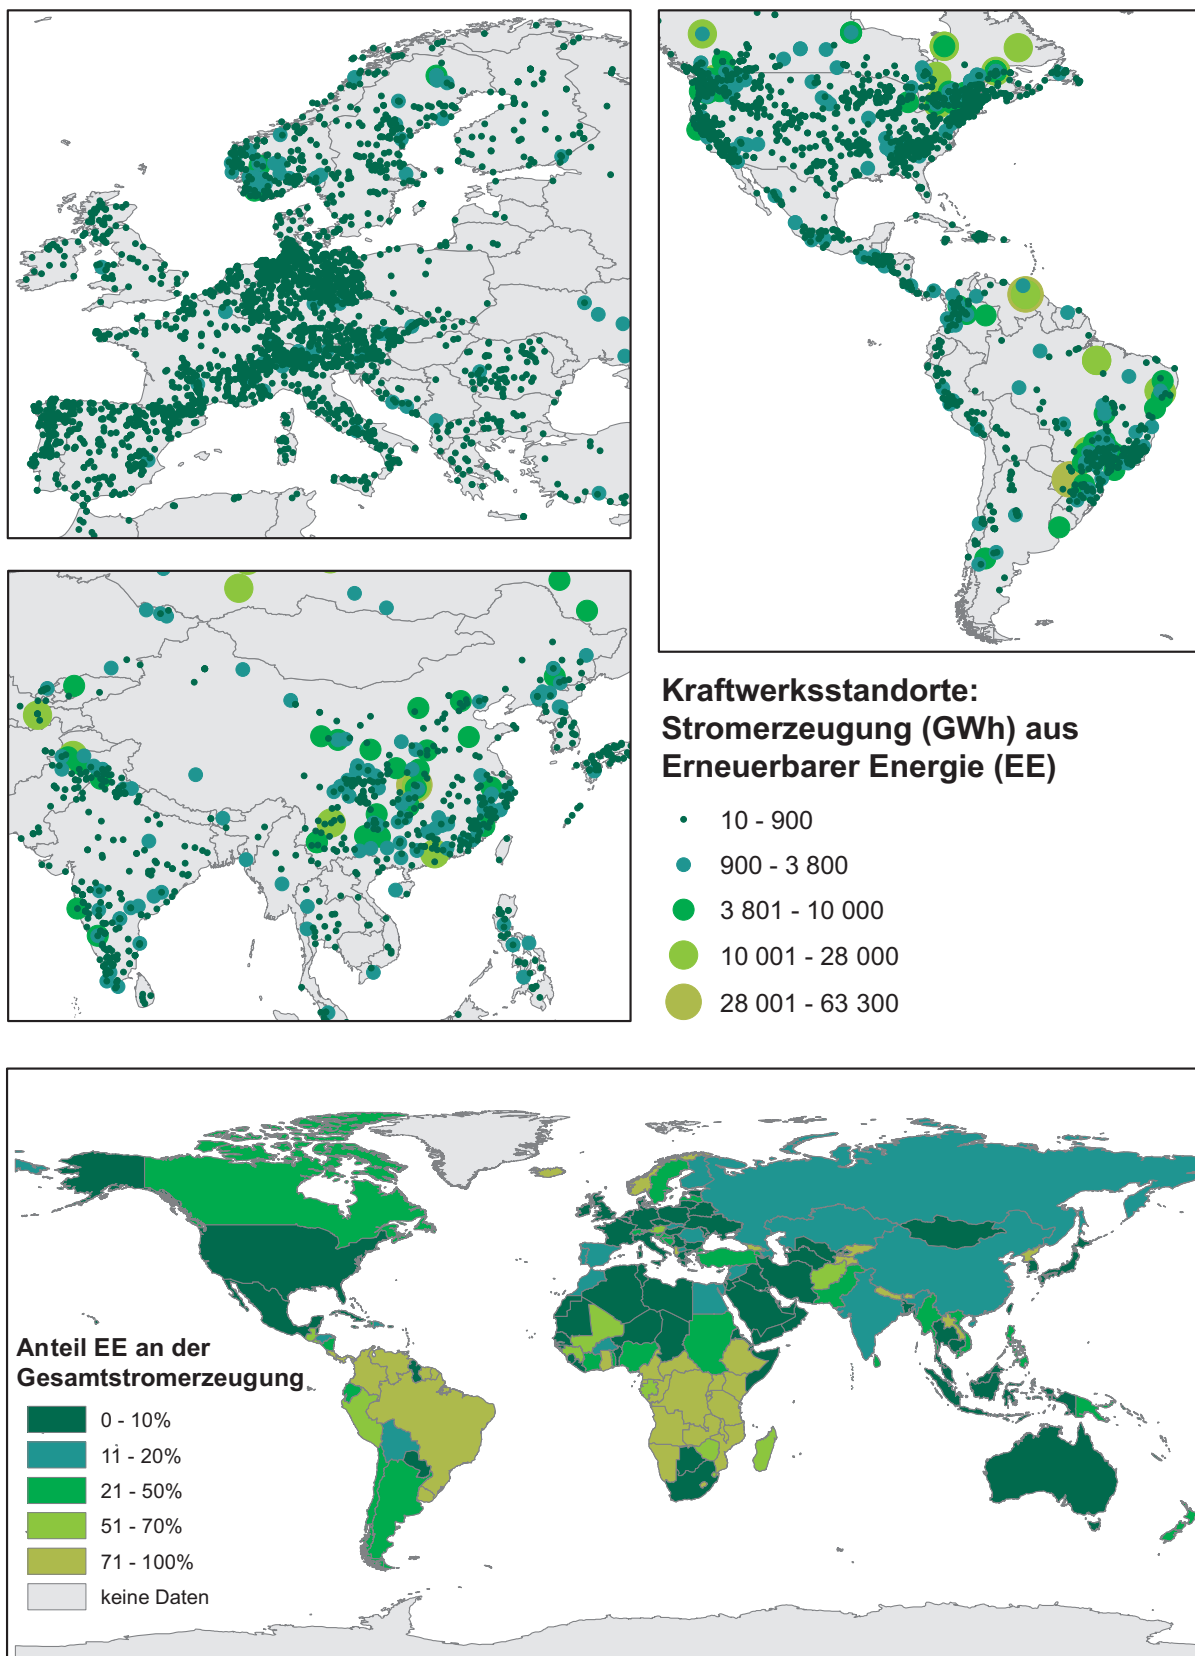 Kraftwerksstandorte:
Stromerzeugung (GWh) aus
Erneuerbarer Energie (EE)
10 - 900
900 - 3 800
3 801 - 10 000
10 001 - 28 000
28 001 - 63 300
Anteil EE an der
Gesamtstromerzeugung
0 - 10%
11 - 20%
21 - 50%
51 - 70%
71 - 100%
keine Daten